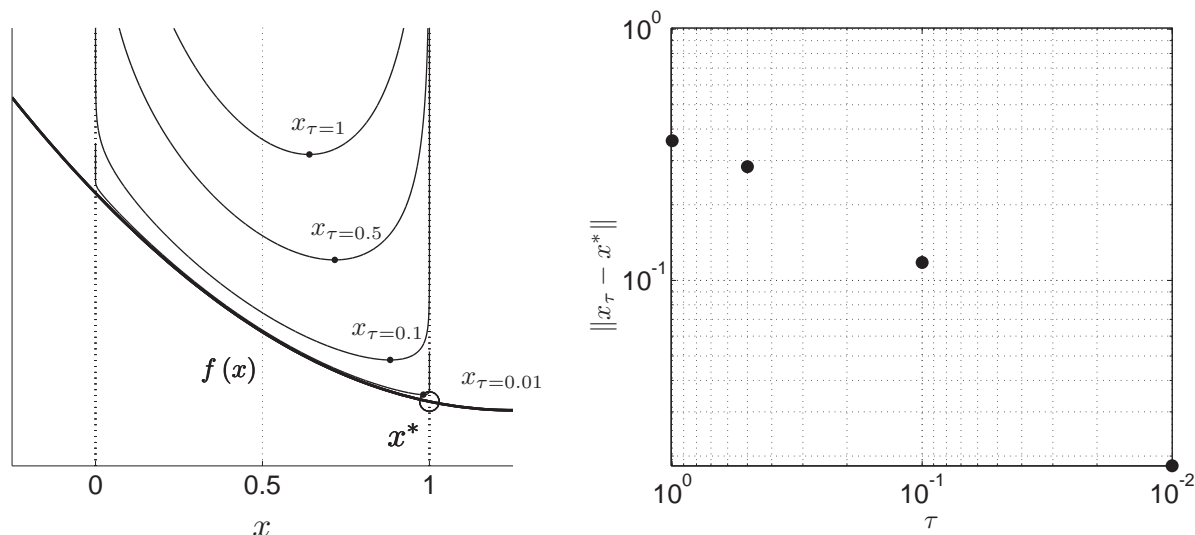 x_{τ=1}
x_{τ=0.5}
x_{τ=0.1}
x_{τ=0.01}
f (x)
x*
0 0.5 1
x
10^0
10^{-1}
‖x_τ − x*‖
10^0 10^{-1} 10^{-2}
τ